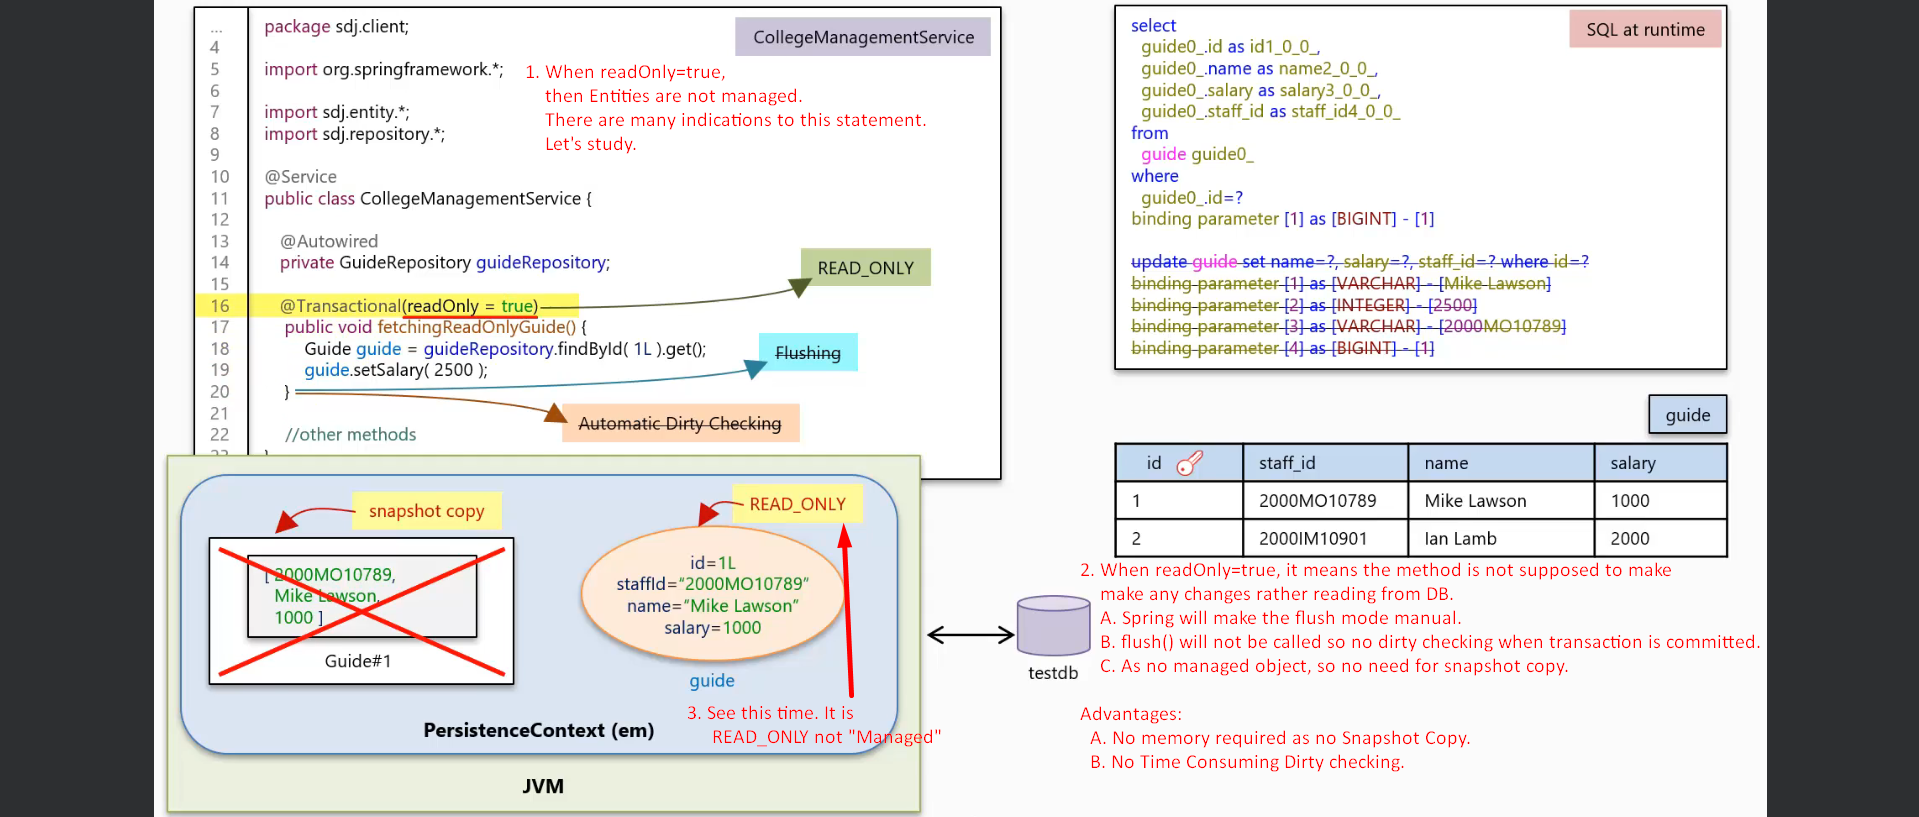 ... package sdj.client;
CollegeManagementService
4
5 import org.springframework.*;
1. When readOnly=true,
then Entities are not managed.
There are many indications to this statement.
Let's study.
6
7 import sdj.entity.*;
8 import sdj.repository.*;
9
10 @Service
11 public class CollegeManagementService {
12
13 @Autowired
14 private GuideRepository guideRepository;
READ_ONLY
15
16 @Transactional(readOnly = true)
17 public void fetchingReadOnlyGuide() {
18 Guide guide = guideRepository.findById( 1L ).get();
Flushing
19 guide.setSalary( 2500 );
20 }
21
Automatic Dirty Checking
22 //other methods
SQL at runtime
select
guide0_.id as id1_0_0_,
guide0_.name as name2_0_0_,
guide0_.salary as salary3_0_0_,
guide0_.staff_id as staff_id4_0_0_
from
guide guide0_
where
guide0_.id=?
binding parameter [1] as [BIGINT] - [1]
update guide set name=?, salary=?, staff_id=? where id=?
binding parameter [1] as [VARCHAR] - [Mike Lawson]
binding parameter [2] as [INTEGER] - [2500]
binding parameter [3] as [VARCHAR] - [2000MO10789]
binding parameter [4] as [BIGINT] - [1]
guide
id staff_id name salary
1 2000MO10789 Mike Lawson 1000
2 2000IM10901 Ian Lamb 2000
snapshot copy
READ_ONLY
[ 2000MO10789,
Mike Lawson,
1000 ]
Guide#1
id=1L
staffId="2000MO10789"
name="Mike Lawson"
salary=1000
guide
3. See this time. It is
READ_ONLY not "Managed"
PersistenceContext (em)
JVM
testdb
2. When readOnly=true, it means the method is not supposed to make
make any changes rather reading from DB.
A. Spring will make the flush mode manual.
B. flush() will not be called so no dirty checking when transaction is committed.
C. As no managed object, so no need for snapshot copy.
Advantages:
A. No memory required as no Snapshot Copy.
B. No Time Consuming Dirty checking.